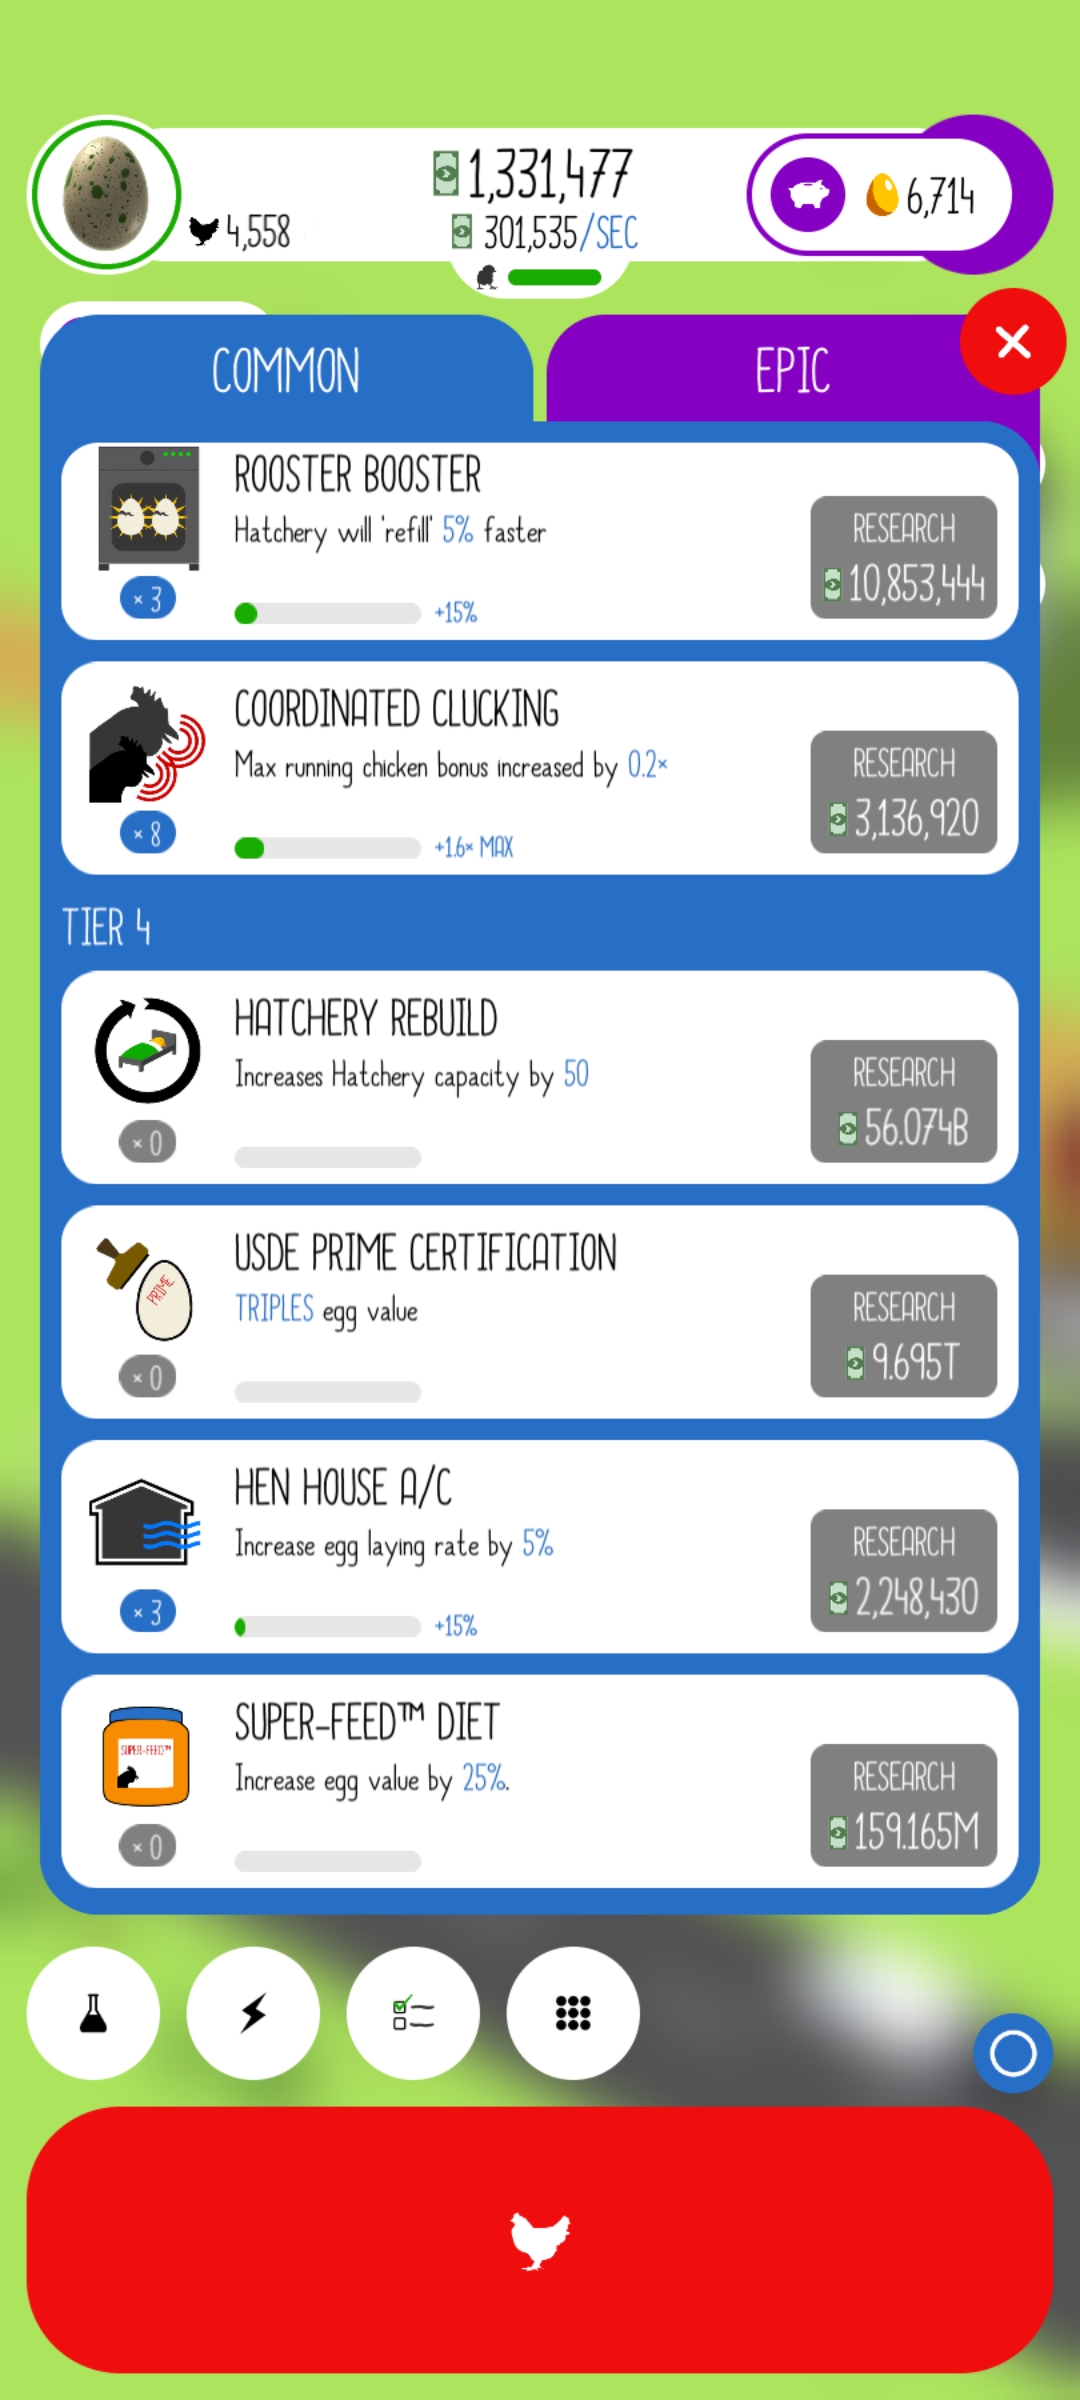 1,331,477
4,558
301,535/SEC
6,714
COMMON
EPIC
ROOSTER BOOSTER
Hatchery will 'refill' 5% faster
× 3
+15%
RESEARCH
10,853,444
COORDINATED CLUCKING
Max running chicken bonus increased by 0.2×
× 8
+1.6× MAX
RESEARCH
3,136,920
TIER 4
HATCHERY REBUILD
Increases Hatchery capacity by 50
× 0
RESEARCH
56.074B
USDE PRIME CERTIFICATION
TRIPLES egg value
PRIME
× 0
RESEARCH
9.695T
HEN HOUSE A/C
Increase egg laying rate by 5%
× 3
+15%
RESEARCH
2,248,430
SUPER-FEED™ DIET
Increase egg value by 25%.
SUPER-FEED™
× 0
RESEARCH
159.165M